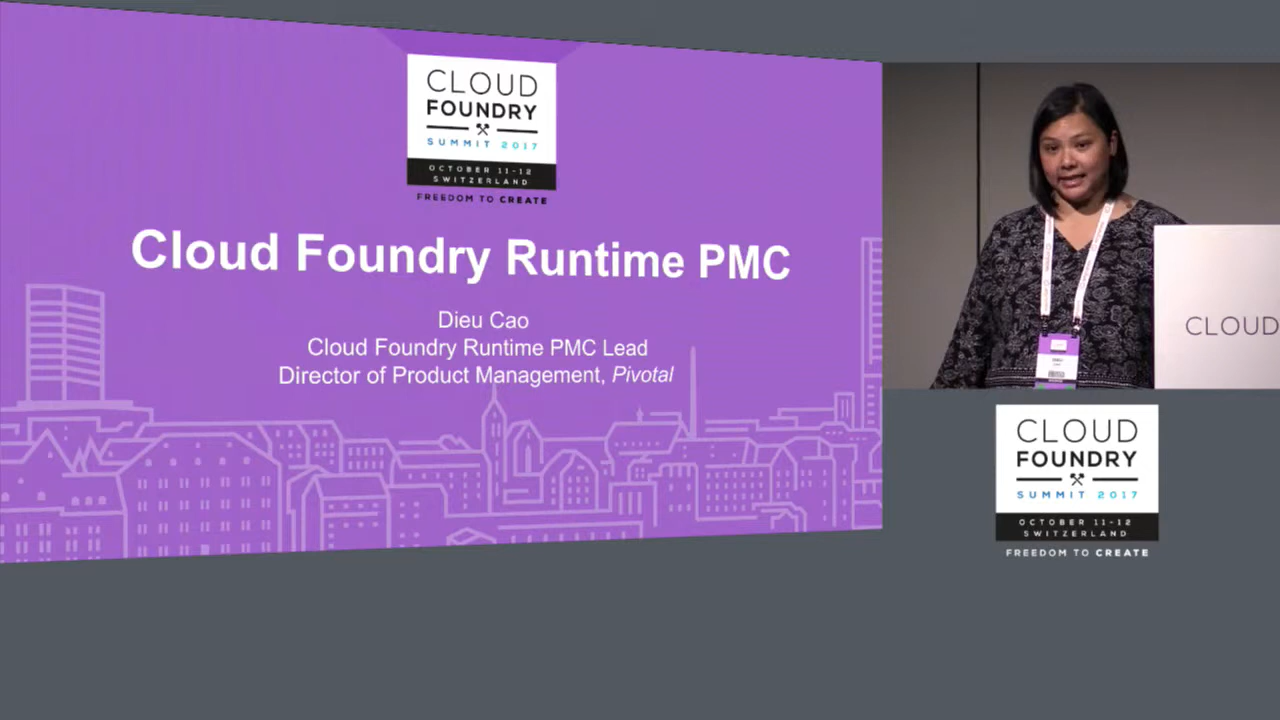 CLOUD
FOUNDRY
SUMMIT 2017
OCTOBER 11-12
SWITZERLAND
FREEDOM TO CREATE
Cloud Foundry Runtime PMC
Dieu Cao
Cloud Foundry Runtime PMC Lead
Director of Product Management, Pivotal
CLOUD
CLOUD
FOUNDRY
SUMMIT 2017
OCTOBER 11-12
SWITZERLAND
FREEDOM TO CREATE